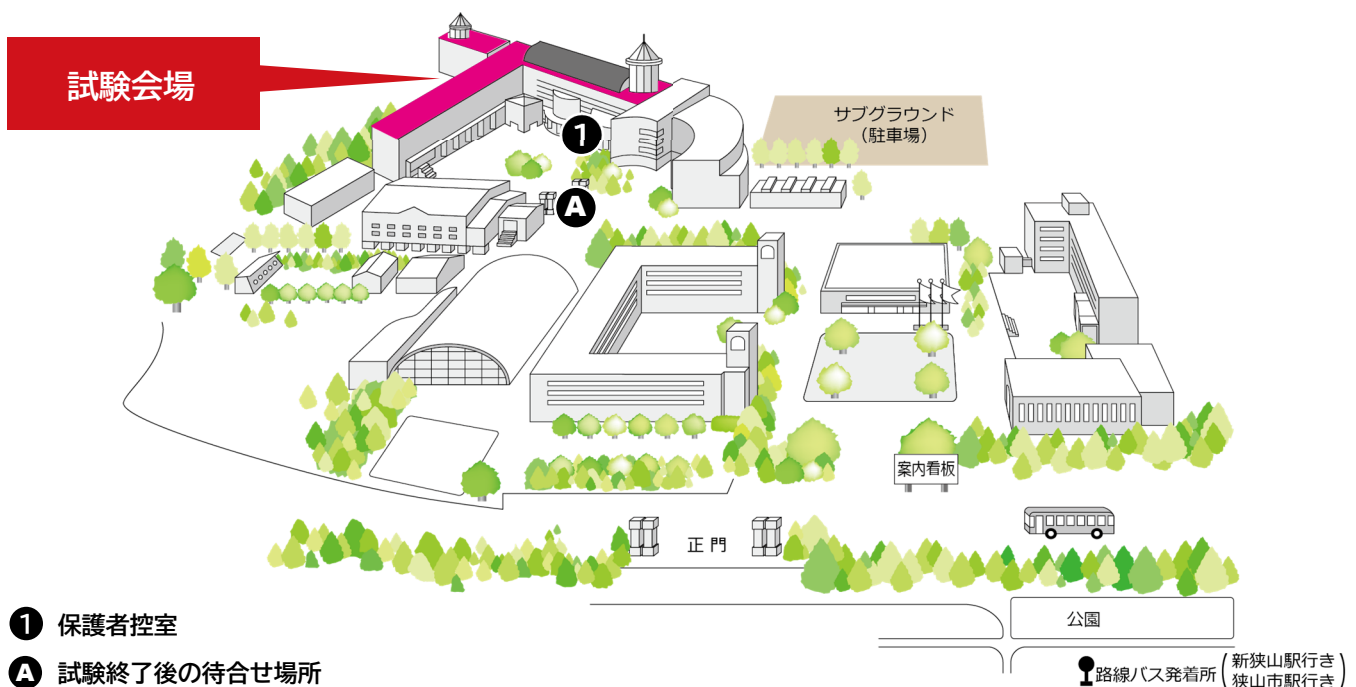 試験会場
サブグラウンド
（駐車場）
1
A
案内看板
正門
公園
1 保護者控室
A 試験終了後の待合せ場所
路線バス発着所（新狭山駅行き
狭山市駅行き）